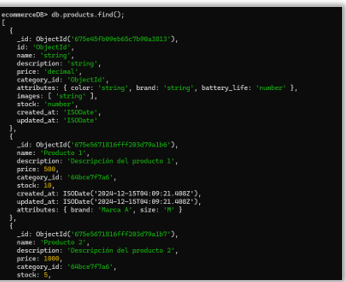 ecommerceDB> db.products.find();
[
  {
    _id: ObjectId('675e45fb09eb65c7b90a3813'),
    id: 'ObjectId',
    name: 'string',
    description: 'string',
    price: 'decimal',
    category_id: 'ObjectId',
    attributes: { color: 'string', brand: 'string', battery_life: 'number' },
    images: [ 'string' ],
    stock: 'number',
    created_at: 'ISODate',
    updated_at: 'ISODate'
  },
  {
    _id: ObjectId('675e5671816fff203d79a1b6'),
    name: 'Producto 1',
    description: 'Descripción del producto 1',
    price: 500,
    category_id: '64bce7f7a6',
    stock: 10,
    created_at: ISODate('2024-12-15T04:09:21.408Z'),
    updated_at: ISODate('2024-12-15T04:09:21.408Z'),
    attributes: { brand: 'Marca A', size: 'M' }
  },
  {
    _id: ObjectId('675e5671816fff203d79a1b7'),
    name: 'Producto 2',
    description: 'Descripción del producto 2',
    price: 1000,
    category_id: '64bce7f7a6',
    stock: 5,